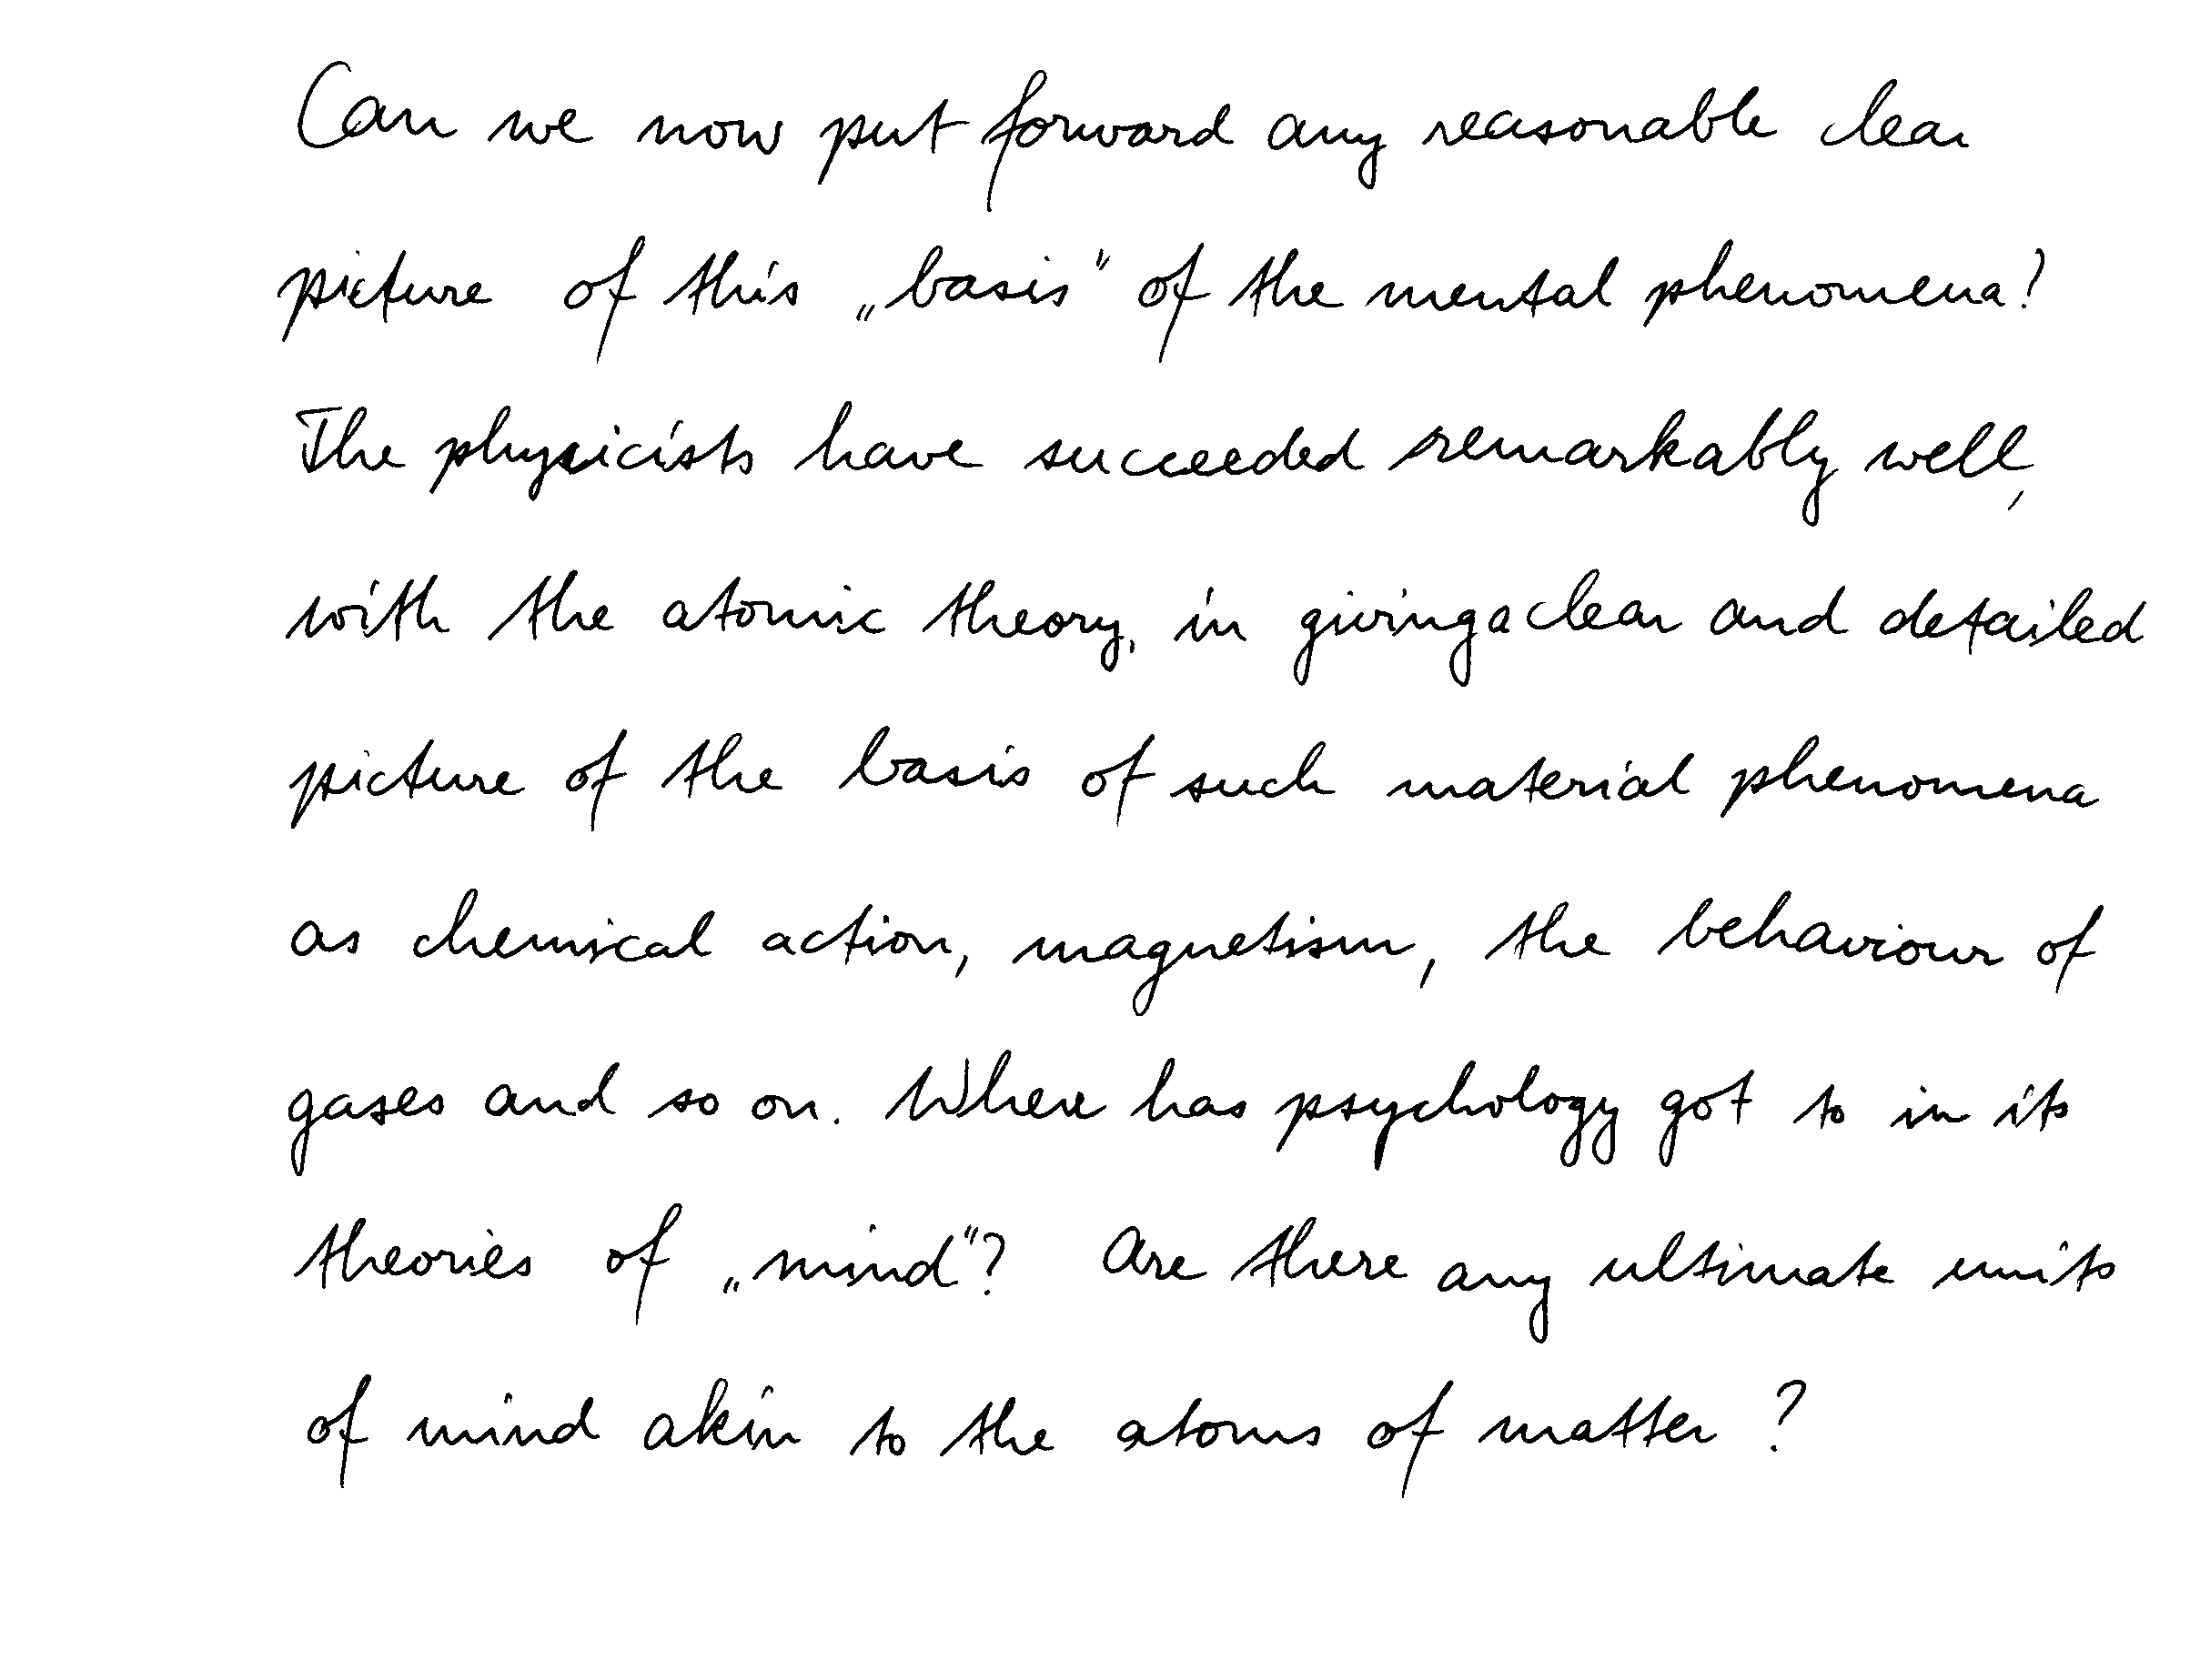 Can we now put forward any reasonable clear
picture of this „basis" of the mental phenomena?
The physicists have succeeded remarkably well,
with the atomic theory, in giving a clear and detailed
picture of the basis of such material phenomena
as chemical action, magnetism, the behaviour of
gases and so on. Where has psychology got to in its
theories of „mind"? Are there any ultimate units
of mind akin to the atoms of matter?